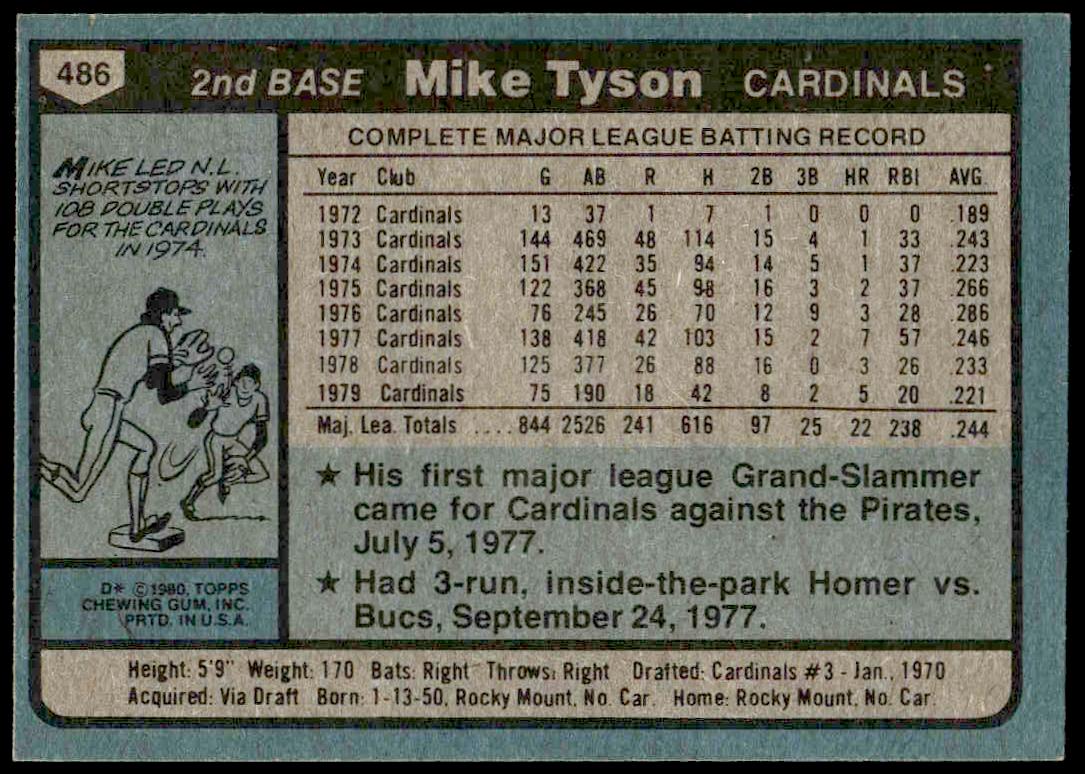 486
2nd BASE Mike Tyson CARDINALS
MIKE LED N.L.
SHORTSTOPS WITH
108 DOUBLE PLAYS
FOR THE CARDINALS
IN 1974.
COMPLETE MAJOR LEAGUE BATTING RECORD
Year Club G AB R H 2B 3B HR RBI AVG.
1972 Cardinals 13 37 1 7 1 0 0 0 .189
1973 Cardinals 144 469 48 114 15 4 1 33 .243
1974 Cardinals 151 422 35 94 14 5 1 37 .223
1975 Cardinals 122 368 45 98 16 3 2 37 .266
1976 Cardinals 76 245 26 70 12 9 3 28 .286
1977 Cardinals 138 418 42 103 15 2 7 57 .246
1978 Cardinals 125 377 26 88 16 0 3 26 .233
1979 Cardinals 75 190 18 42 8 2 5 20 .221
Maj. Lea. Totals .... 844 2526 241 616 97 25 22 238 .244
★ His first major league Grand-Slammer
came for Cardinals against the Pirates,
July 5, 1977.
★ Had 3-run, inside-the-park Homer vs.
Bucs, September 24, 1977.
D* ©1980, TOPPS
CHEWING GUM, INC.
PRTD. IN U.S.A.
Height: 5'9" Weight: 170 Bats: Right Throws: Right Drafted: Cardinals #3 - Jan., 1970
Acquired: Via Draft Born: 1-13-50, Rocky Mount, No. Car. Home: Rocky Mount, No. Car.